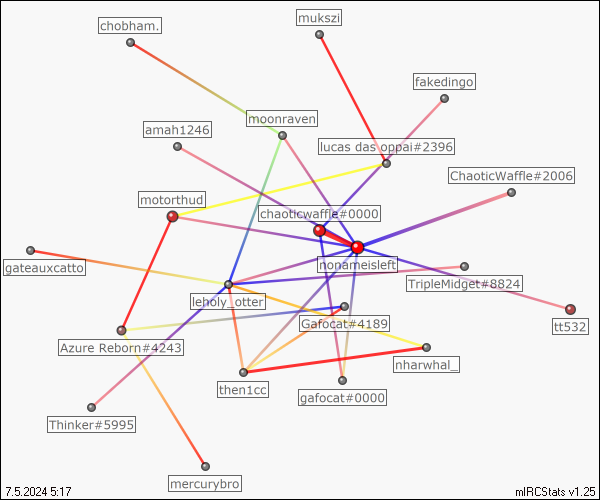 chobham.
mukszi
fakedingo
moonraven
amah1246
lucas das oppai#2396
ChaoticWaffle#2006
motorthud
chaoticwaffle#0000
nonameisleft
gateauxcatto
TripleMidget#8824
leholy_otter
Gafocat#4189
tt532
Azure Reborn#4243
nharwhal_
then1cc
gafocat#0000
Thinker#5995
mercurybro
7.5.2024 5:17
mIRCStats v1.25